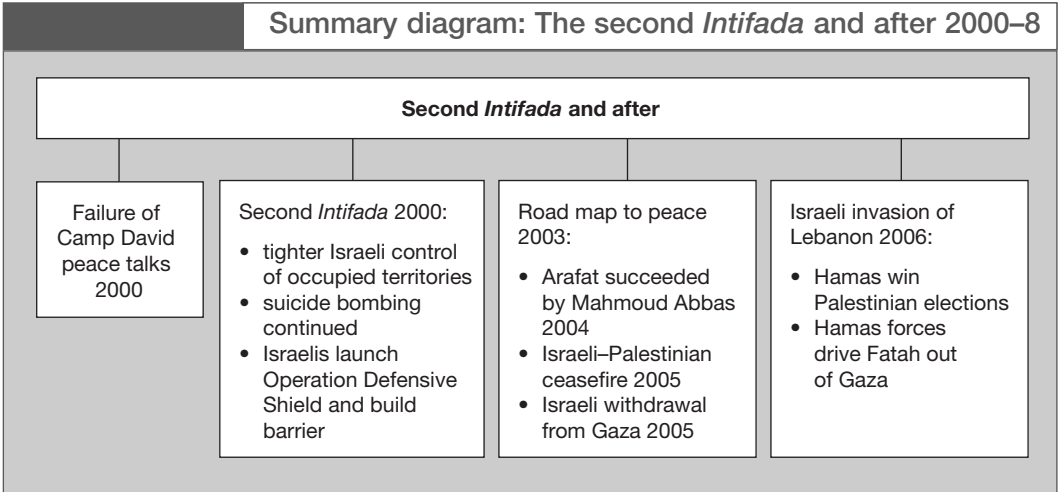 Summary diagram: The second Intifada and after 2000–8
Second Intifada and after
Failure of
Camp David
peace talks
2000
Second Intifada 2000:
• tighter Israeli control
of occupied territories
• suicide bombing
continued
• Israelis launch
Operation Defensive
Shield and build
barrier
Road map to peace
2003:
• Arafat succeeded
by Mahmoud Abbas
2004
• Israeli–Palestinian
ceasefire 2005
• Israeli withdrawal
from Gaza 2005
Israeli invasion of
Lebanon 2006:
• Hamas win
Palestinian elections
• Hamas forces
drive Fatah out
of Gaza